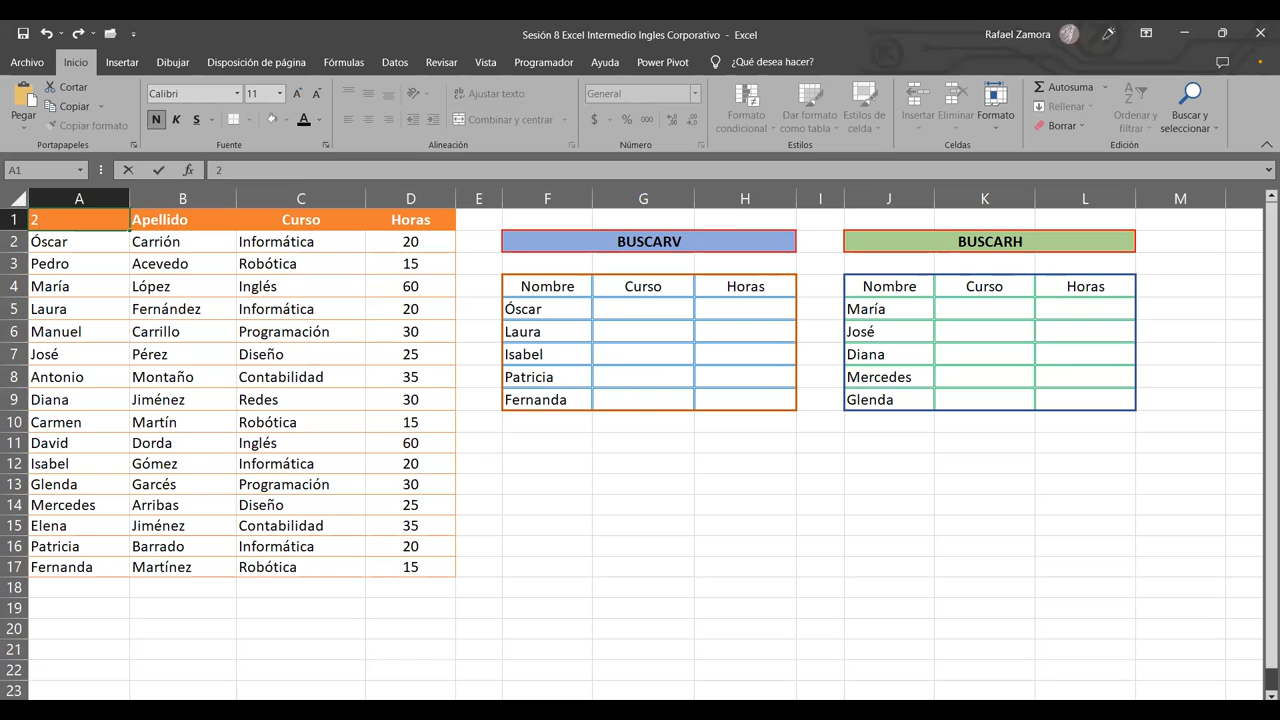 Sesión 8 Excel Intermedio Ingles Corporativo - Excel
Rafael Zamora
Archivo Inicio Insertar Dibujar Disposición de página Fórmulas Datos Revisar Vista Programador Ayuda Power Pivot ¿Qué desea hacer?
Pegar
Cortar
Copiar
Copiar formato
Portapapeles
Calibri 11
N K S A
Fuente
Ajustar texto
Combinar y centrar
Alineación
General
$ % 000
Número
Formato condicional
Dar formato como tabla
Estilos de celda
Insertar
Eliminar
Formato
Celdas
Autosuma
Rellenar
Borrar
Ordenar y filtrar
Buscar y seleccionar
Edición
A1 fx 2
A B C D E F G H I J K L M
1 2 Apellido Curso Horas
2 Óscar Carrión Informática 20 BUSCARV BUSCARH
3 Pedro Acevedo Robótica 15
4 María López Inglés 60 Nombre Curso Horas Nombre Curso Horas
5 Laura Fernández Informática 20 Óscar María
6 Manuel Carrillo Programación 30 Laura José
7 José Pérez Diseño 25 Isabel Diana
8 Antonio Montaño Contabilidad 35 Patricia Mercedes
9 Diana Jiménez Redes 30 Fernanda Glenda
10 Carmen Martín Robótica 15
11 David Dorda Inglés 60
12 Isabel Gómez Informática 20
13 Glenda Garcés Programación 30
14 Mercedes Arribas Diseño 25
15 Elena Jiménez Contabilidad 35
16 Patricia Barrado Informática 20
17 Fernanda Martínez Robótica 15
18
19
20
21
22
23